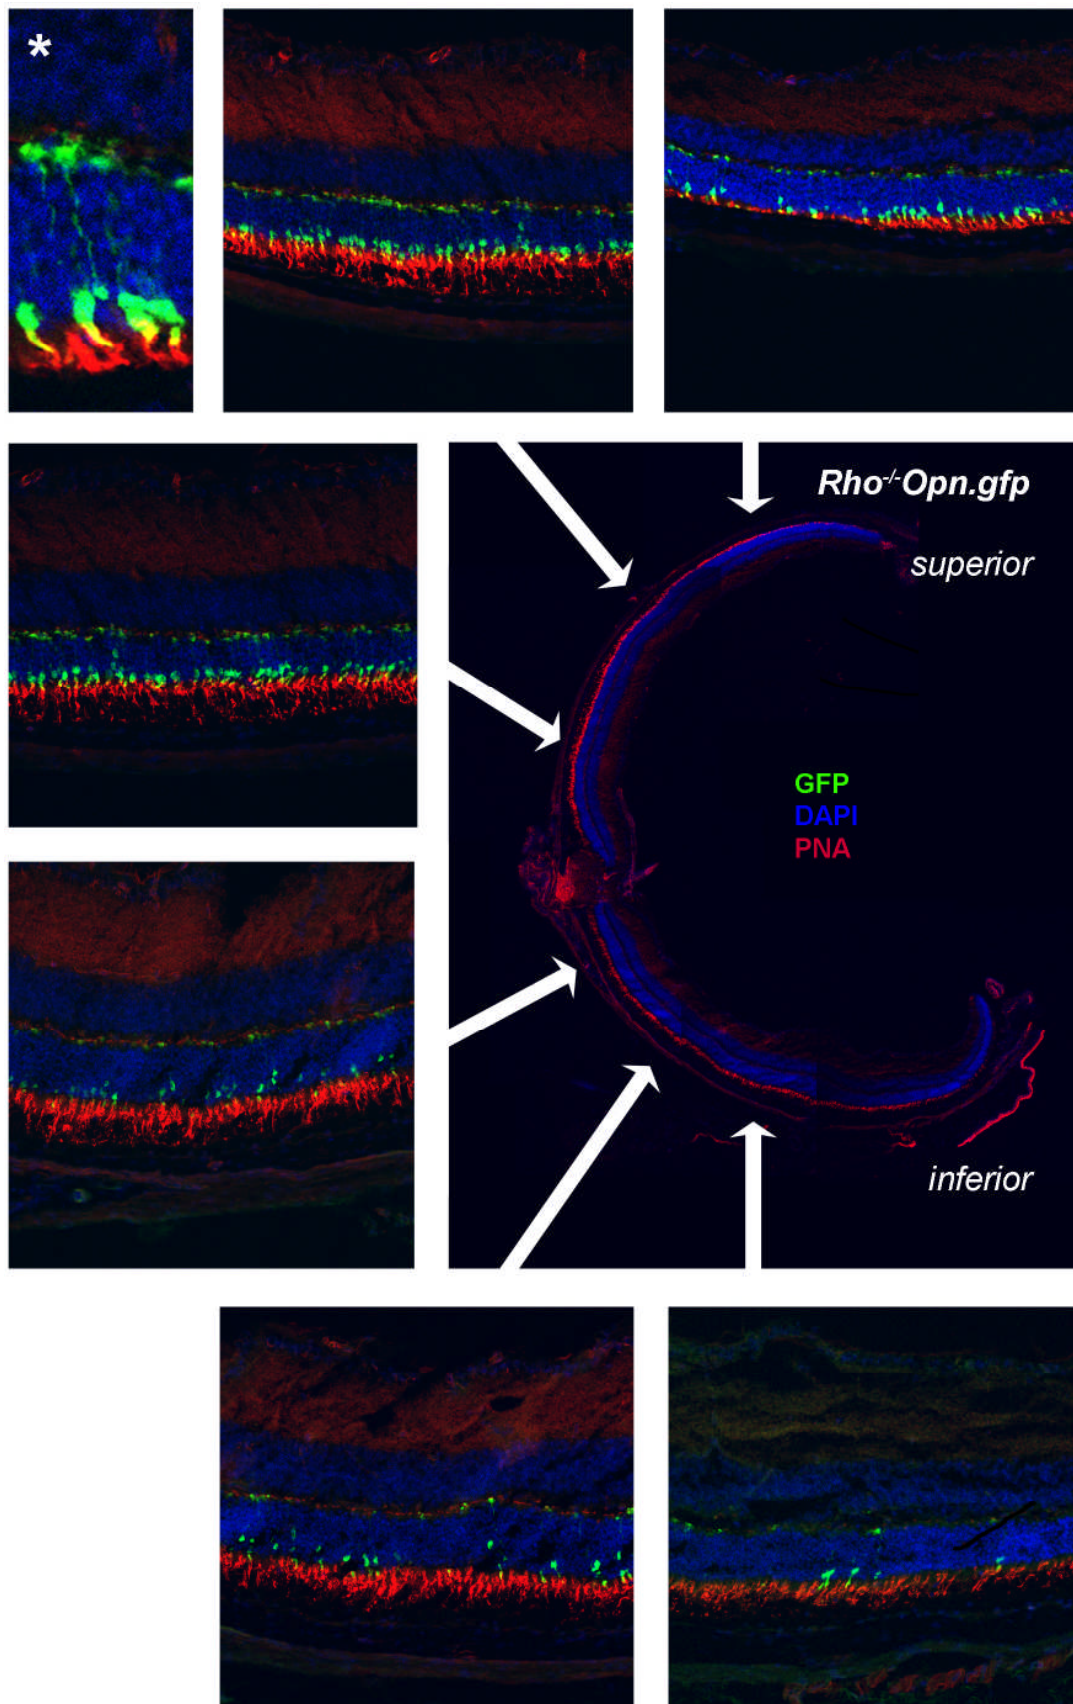 *
Rho-/-Opn.gfp
superior
GFP
DAPI
PNA
inferior